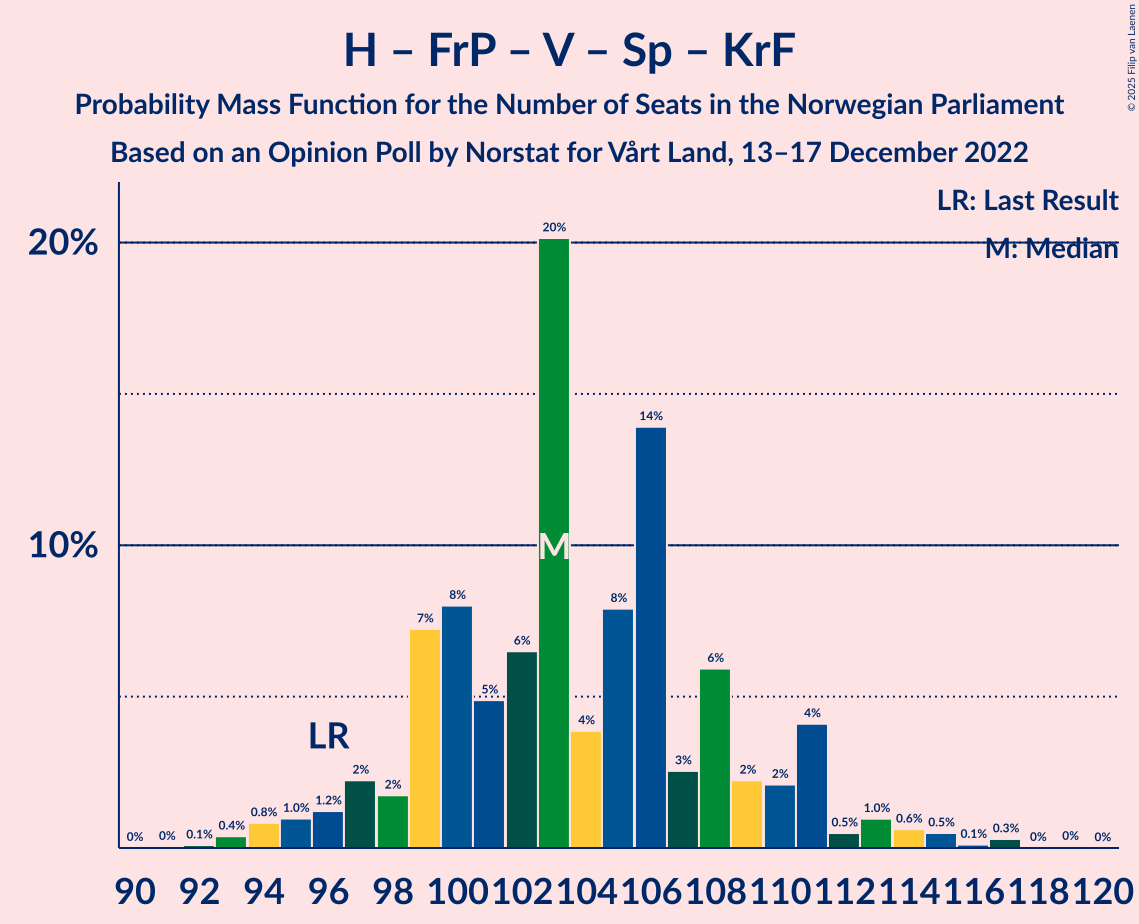 H – FrP – V – Sp – KrF
Probability Mass Function for the Number of Seats in the Norwegian Parliament
Based on an Opinion Poll by Norstat for Vårt Land, 13–17 December 2022
© 2025 Filip van Laenen
LR: Last Result
M: Median
20%
10%
LR
M
0% 0% 0.1% 0.4% 0.8% 1.0% 1.2% 2% 2% 7% 8% 5% 6% 20% 4% 8% 14% 3% 6% 2% 2% 4% 0.5% 1.0% 0.6% 0.5% 0.1% 0.3% 0% 0% 0%
90 92 94 96 98 100 102 104 106 108 110 112 114 116 118 120